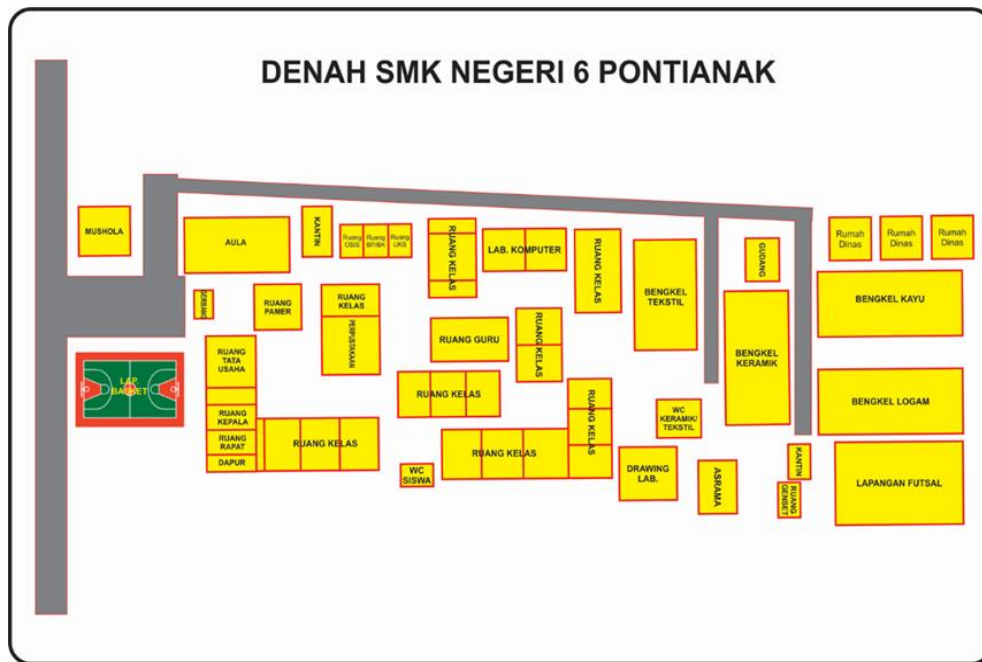 DENAH SMK NEGERI 6 PONTIANAK
MUSHOLA
AULA
KANTIN
Ruang
OSIS
Ruang
BP/BK
Ruang
UKS
RUANG KELAS
LAB. KOMPUTER
RUANG KELAS
BENGKEL
TEKSTIL
GUDANG
Rumah
Dinas
Rumah
Dinas
Rumah
Dinas
GERBANG
RUANG
PAMER
RUANG
KELAS
PERPUSTAKAAN
RUANG GURU
RUANG KELAS
BENGKEL
KERAMIK
BENGKEL KAYU
LAP.
BASKET
RUANG
TATA
USAHA
RUANG
KEPALA
RUANG
RAPAT
DAPUR
RUANG KELAS
RUANG KELAS
RUANG KELAS
RUANG KELAS
WC
SISWA
WC
KERAMIK/
TEKSTIL
DRAWING
LAB.
ASRAMA
KANTIN
RUANG
GENSET
BENGKEL LOGAM
LAPANGAN FUTSAL